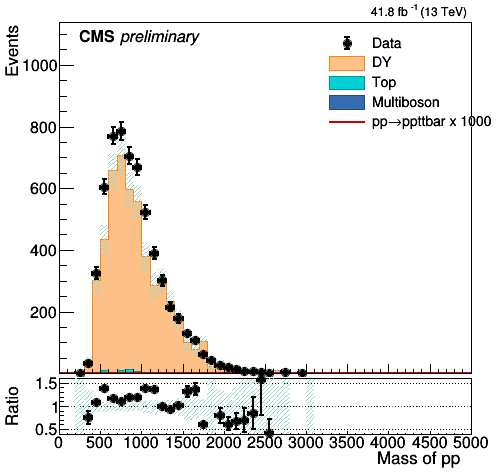 41.8 fb⁻¹ (13 TeV)
CMS preliminary
Events
1000
800
600
400
200
Data
DY
Top
Multiboson
pp→ppttbar x 1000
Ratio
1.5
1
0.5
0 500 1000 1500 2000 2500 3000 3500 4000 4500 5000
Mass of pp